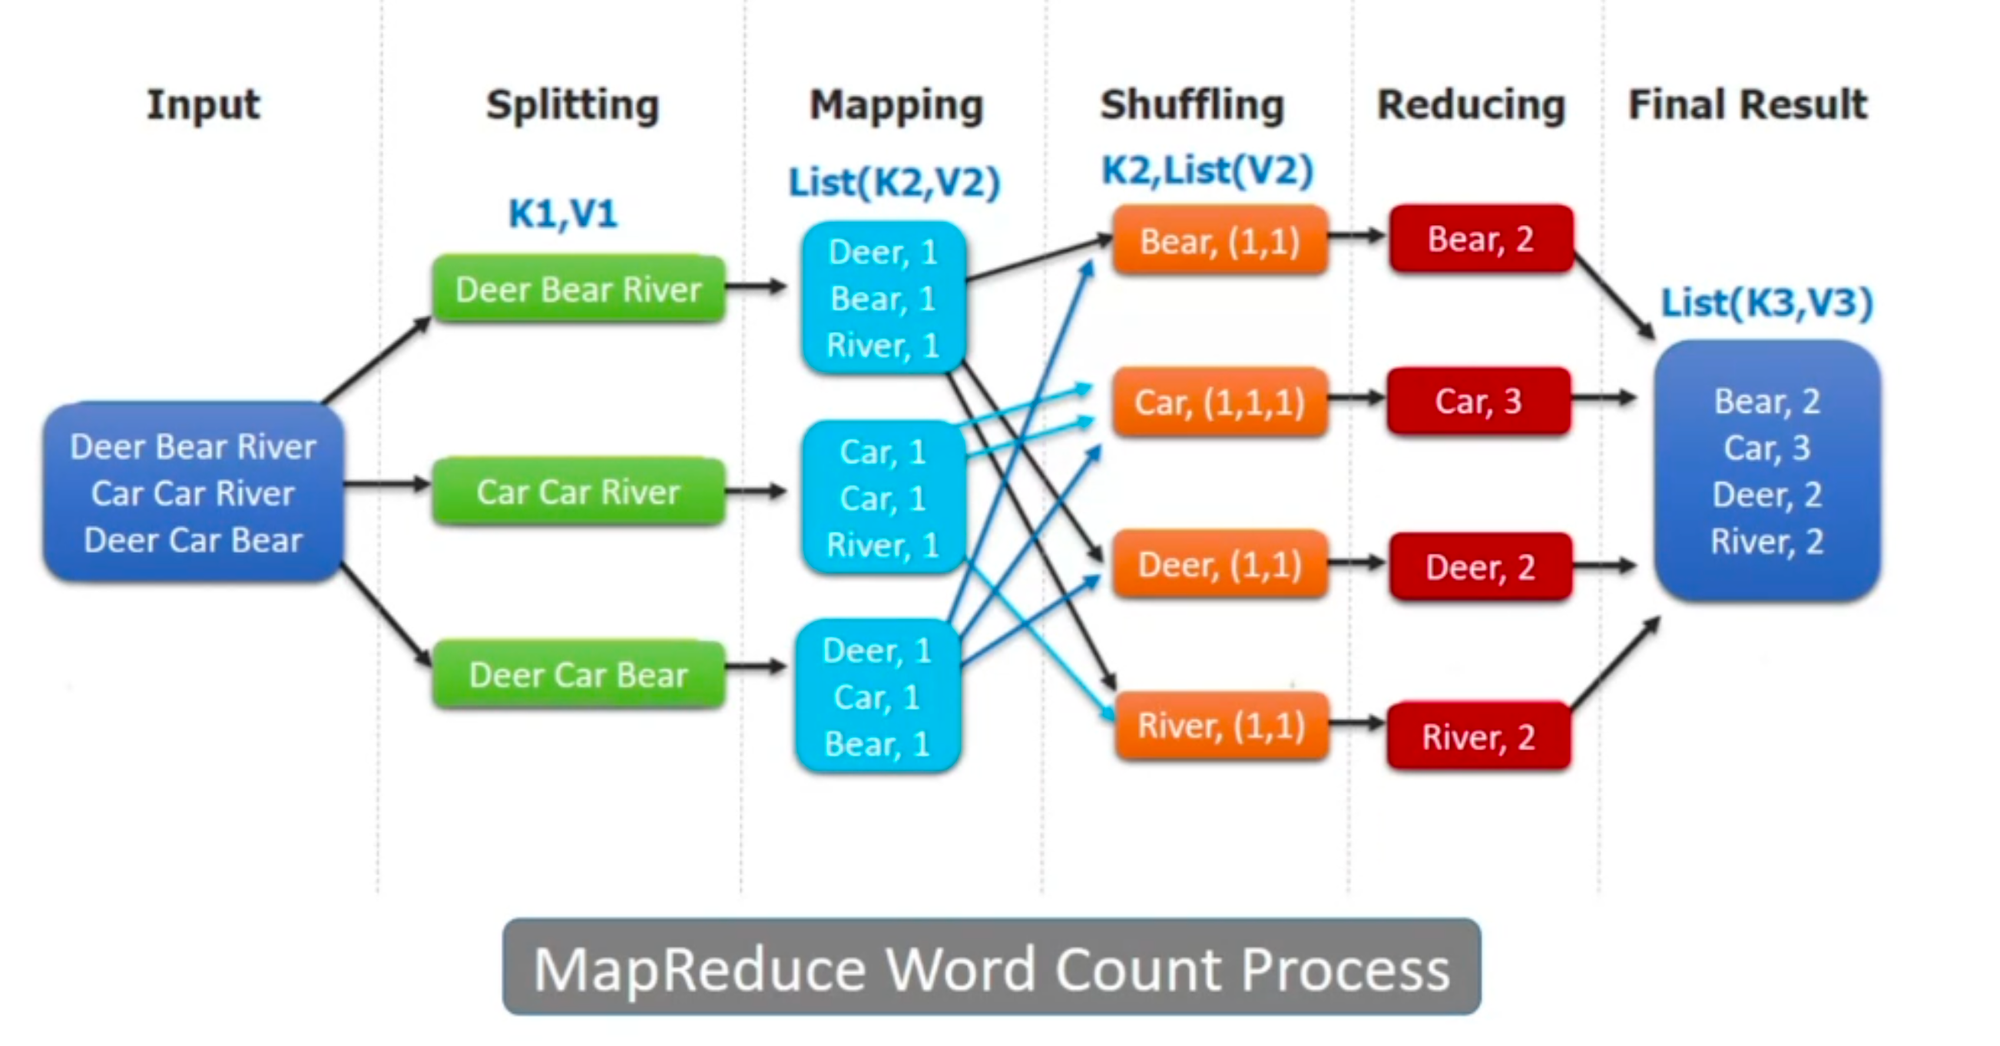 Input
Splitting
Mapping
Shuffling
Reducing
Final Result
K1,V1
List(K2,V2)
K2,List(V2)
List(K3,V3)
Deer Bear River
Car Car River
Deer Car Bear
Deer Bear River
Car Car River
Deer Car Bear
Deer, 1
Bear, 1
River, 1
Car, 1
Car, 1
River, 1
Deer, 1
Car, 1
Bear, 1
Bear, (1,1)
Car, (1,1,1)
Deer, (1,1)
River, (1,1)
Bear, 2
Car, 3
Deer, 2
River, 2
Bear, 2
Car, 3
Deer, 2
River, 2
MapReduce Word Count Process